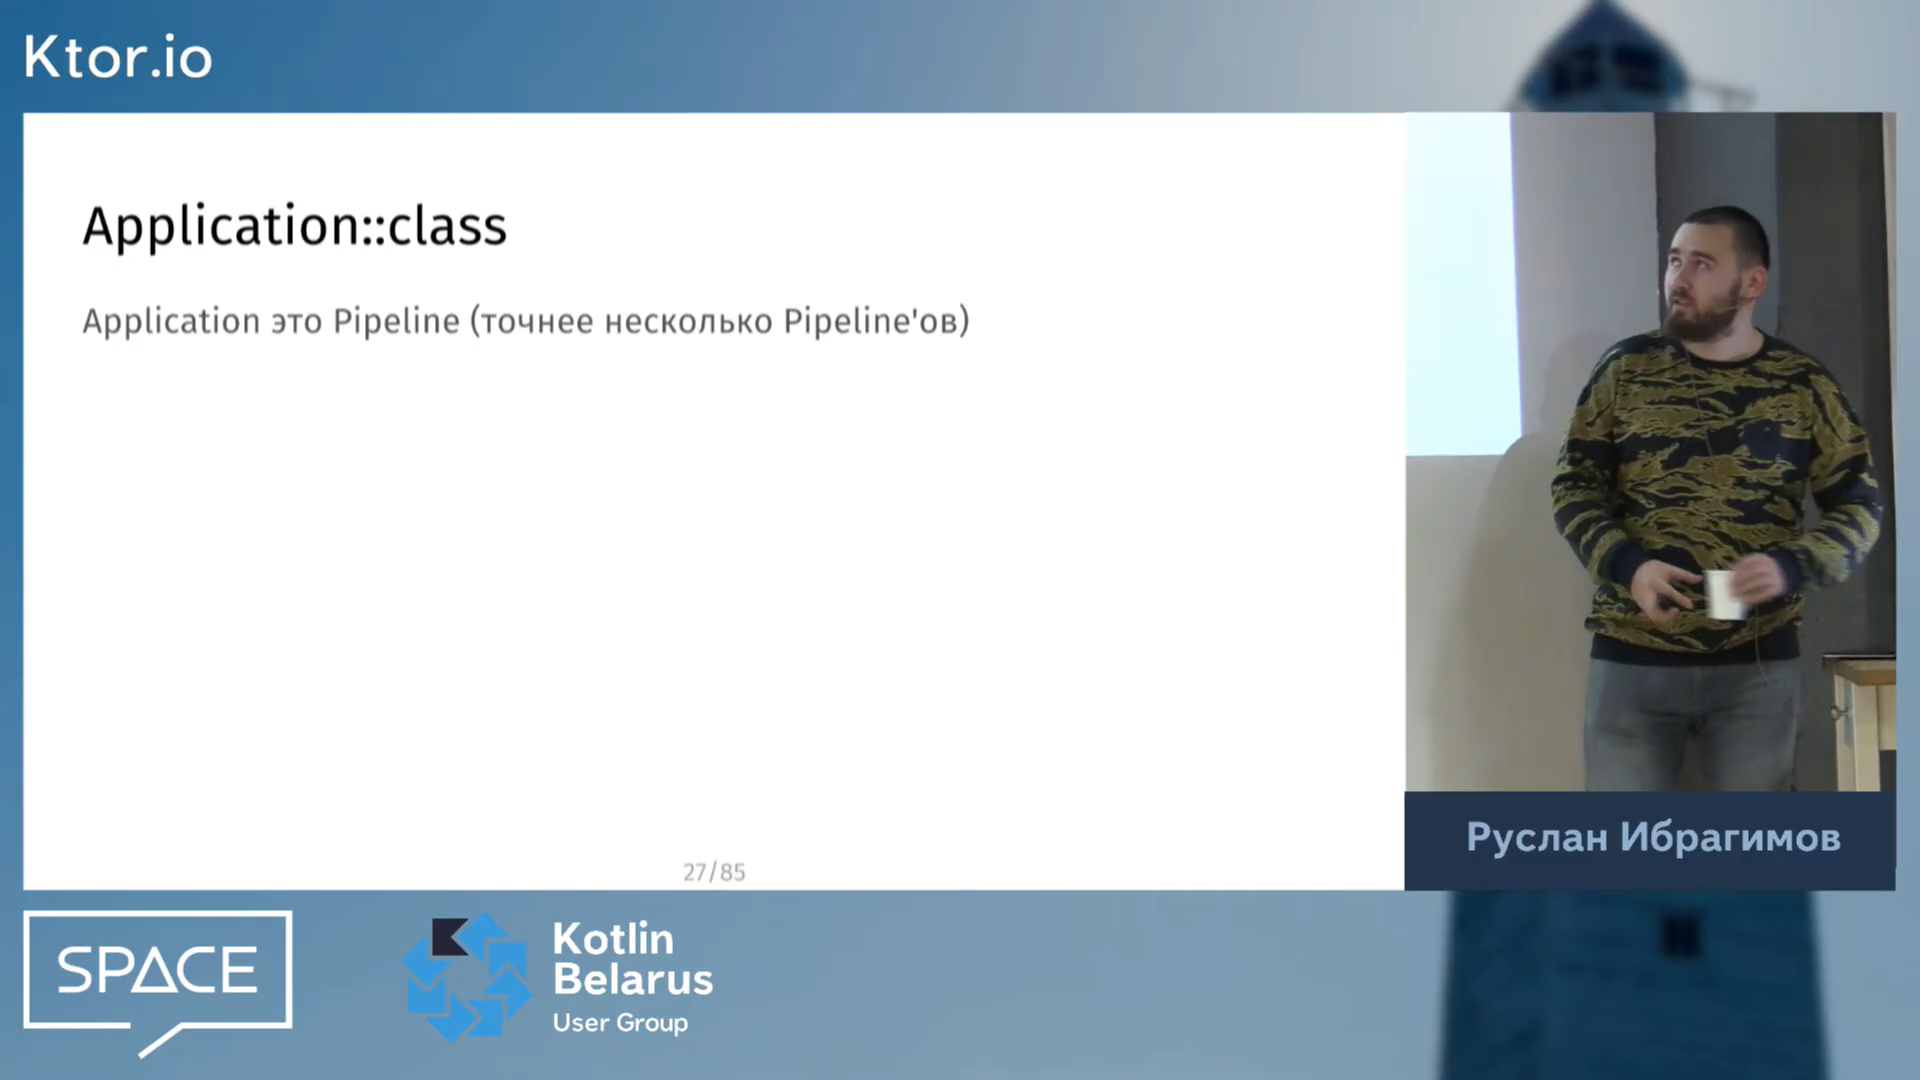 Ktor.io
Application::class
Application это Pipeline (точнее несколько Pipeline'ов)
27/85
Руслан Ибрагимов
SPACE
Kotlin
Belarus
User Group